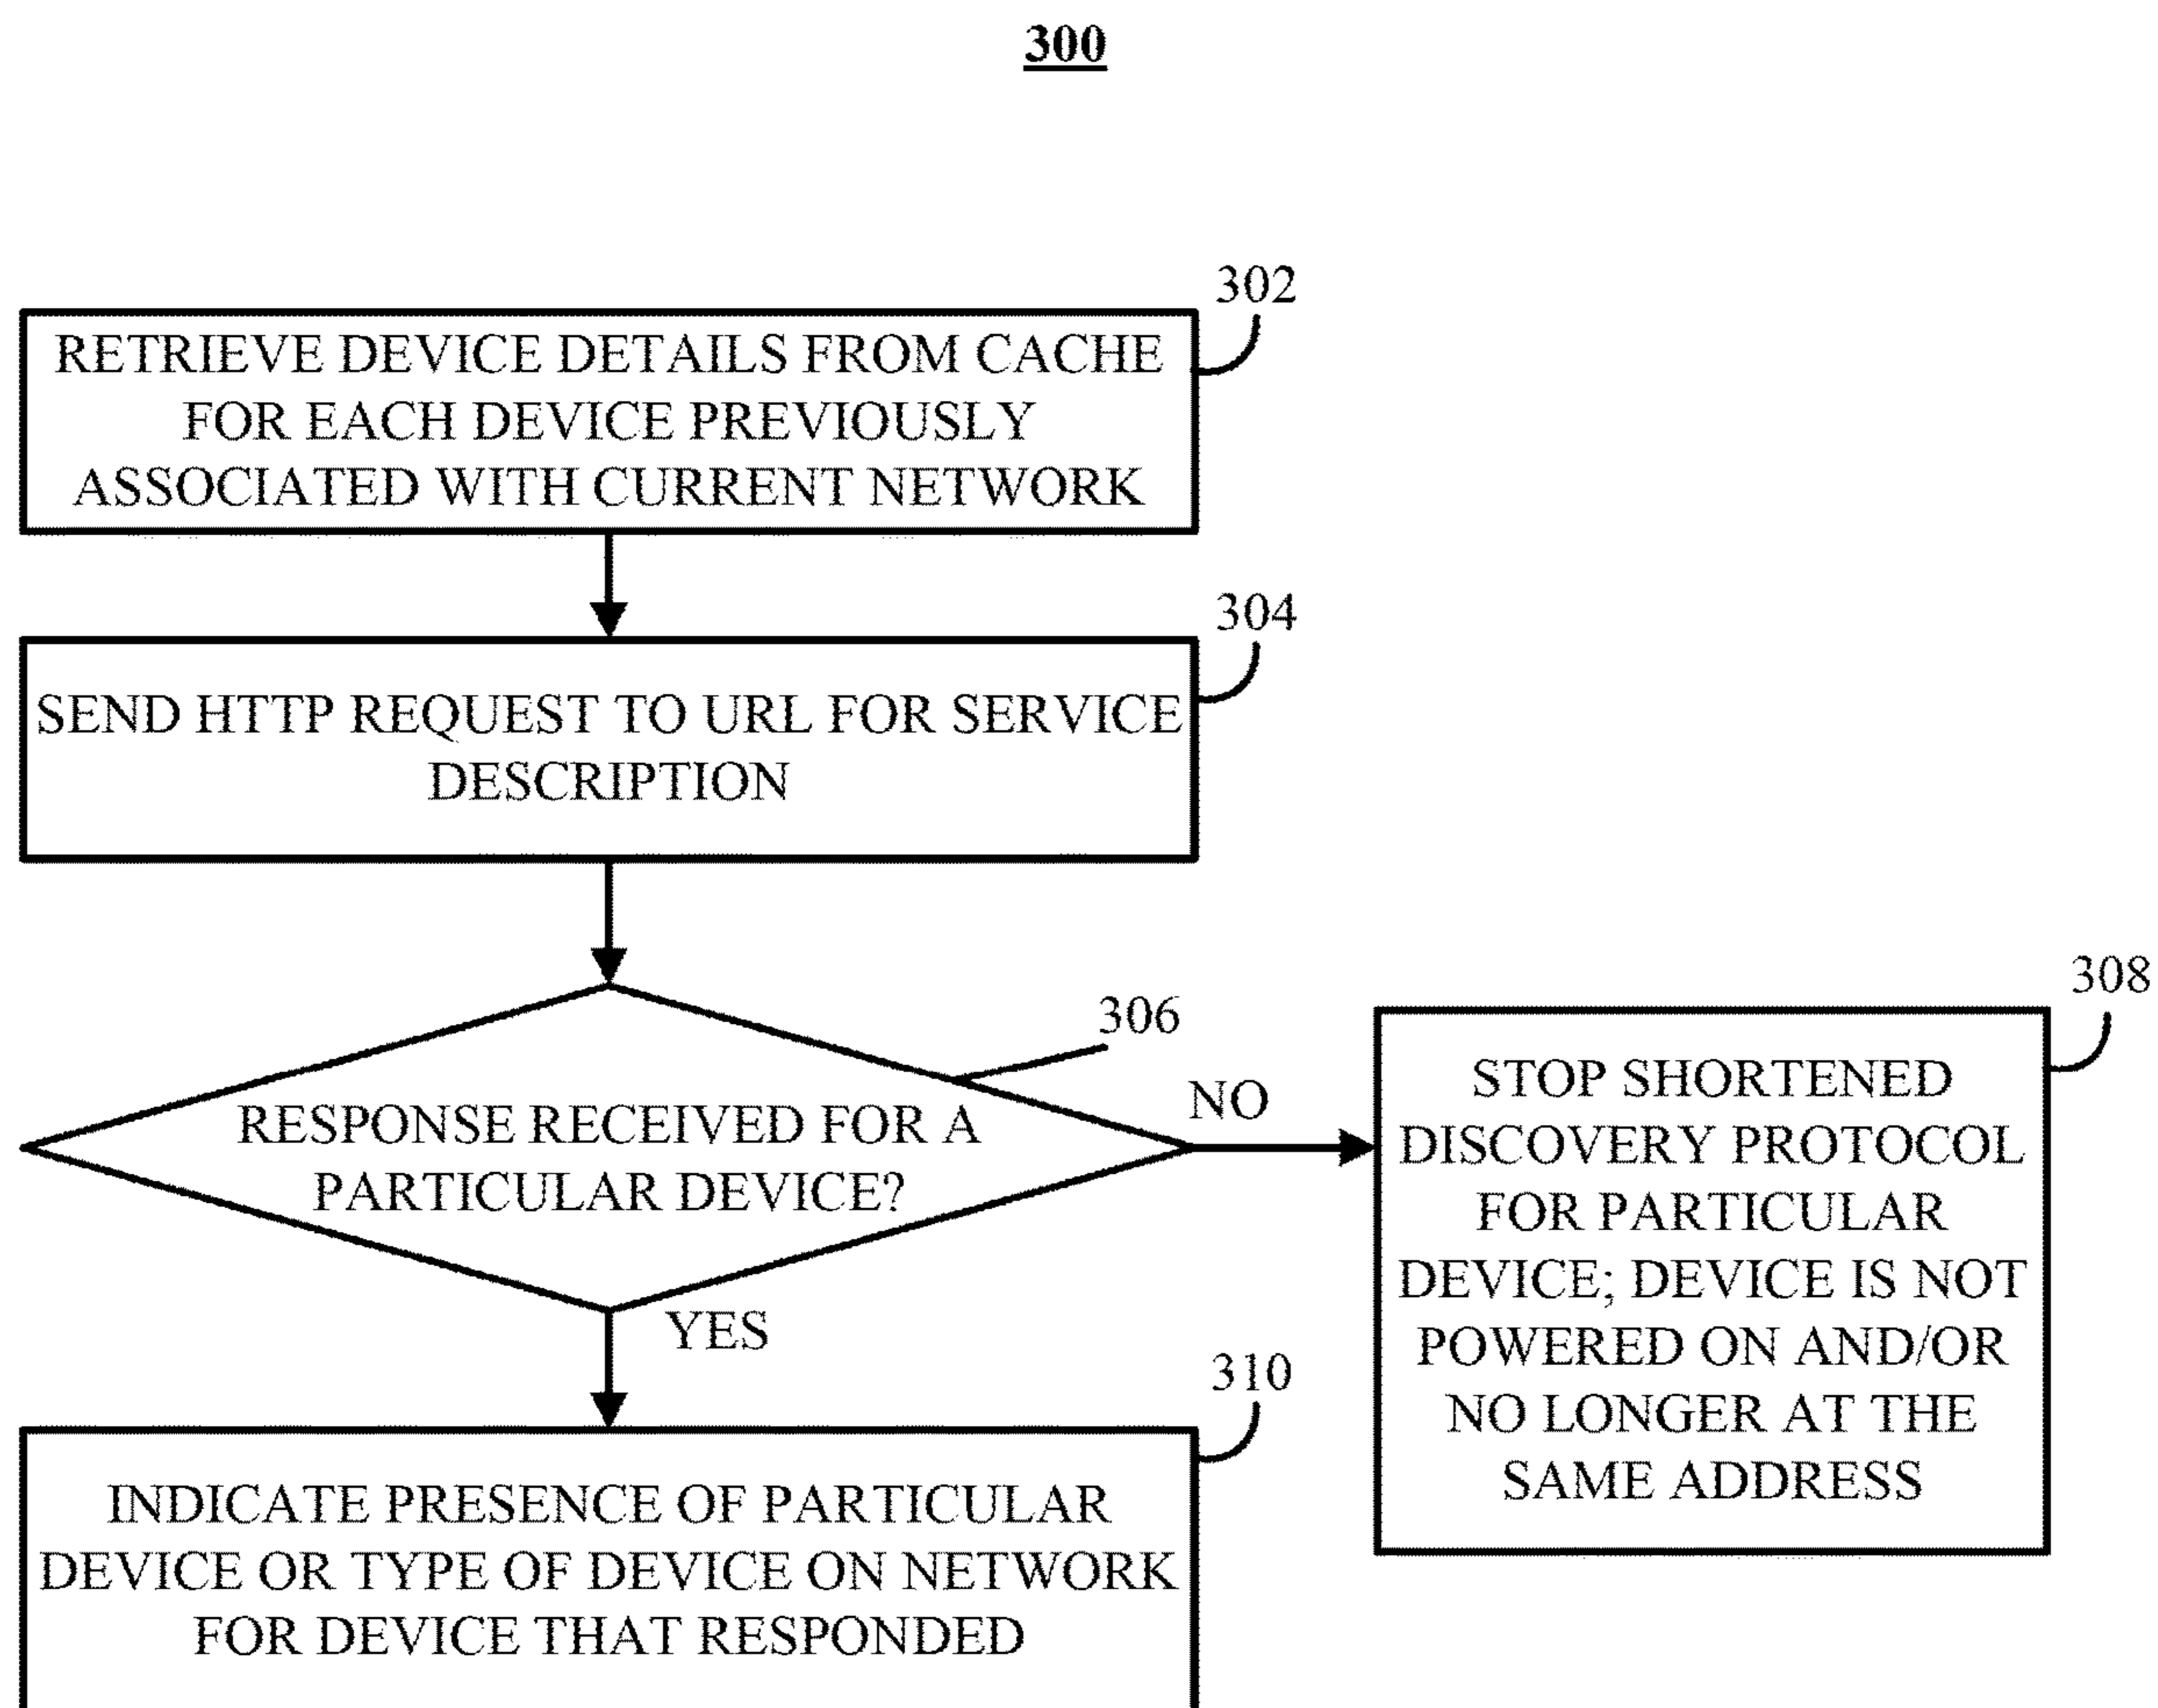 300
302
RETRIEVE DEVICE DETAILS FROM CACHE
FOR EACH DEVICE PREVIOUSLY
ASSOCIATED WITH CURRENT NETWORK
304
SEND HTTP REQUEST TO URL FOR SERVICE
DESCRIPTION
306
RESPONSE RECEIVED FOR A
PARTICULAR DEVICE?
NO
308
STOP SHORTENED
DISCOVERY PROTOCOL
FOR PARTICULAR
DEVICE; DEVICE IS NOT
POWERED ON AND/OR
NO LONGER AT THE
SAME ADDRESS
YES
310
INDICATE PRESENCE OF PARTICULAR
DEVICE OR TYPE OF DEVICE ON NETWORK
FOR DEVICE THAT RESPONDED